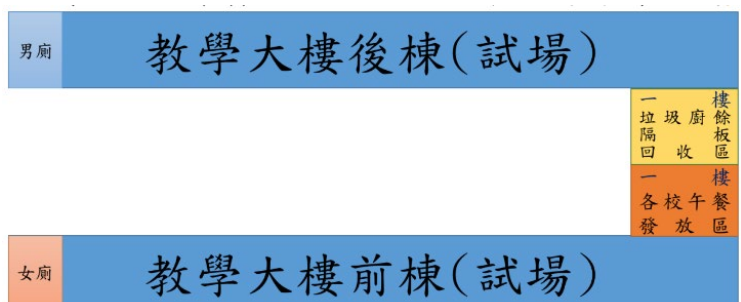 男廁
教學大樓後棟(試場)
一樓
垃圾廚餘
隔板
回收區
一樓
各校午餐
發放區
女廁
教學大樓前棟(試場)